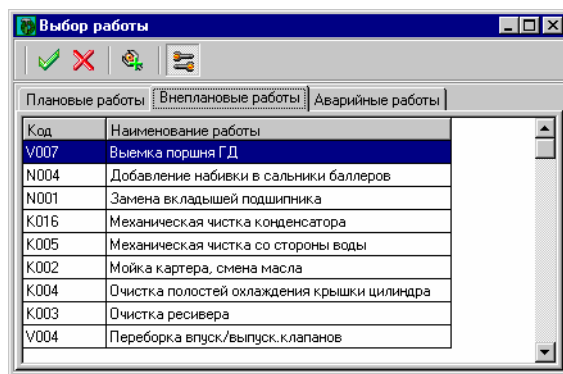 Выбор работы
Плановые работы Внеплановые работы Аварийные работы
Код Наименование работы
V007 Выемка поршня ГД
N004 Добавление набивки в сальники баллеров
N001 Замена вкладышей подшипника
K016 Механическая чистка конденсатора
K005 Механическая чистка со стороны воды
K002 Мойка картера, смена масла
K004 Очистка полостей охлаждения крышки цилиндра
K003 Очистка ресивера
V004 Переборка впуск/выпуск.клапанов